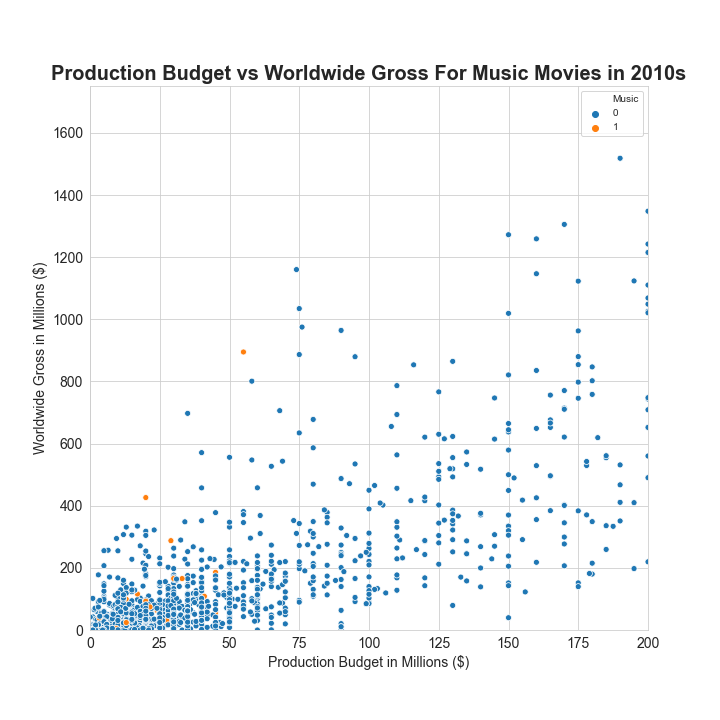 Production Budget vs Worldwide Gross For Music Movies in 2010s
Music
0
1
1600
1400
1200
1000
800
600
400
200
0
Worldwide Gross in Millions ($)
0 25 50 75 100 125 150 175 200
Production Budget in Millions ($)